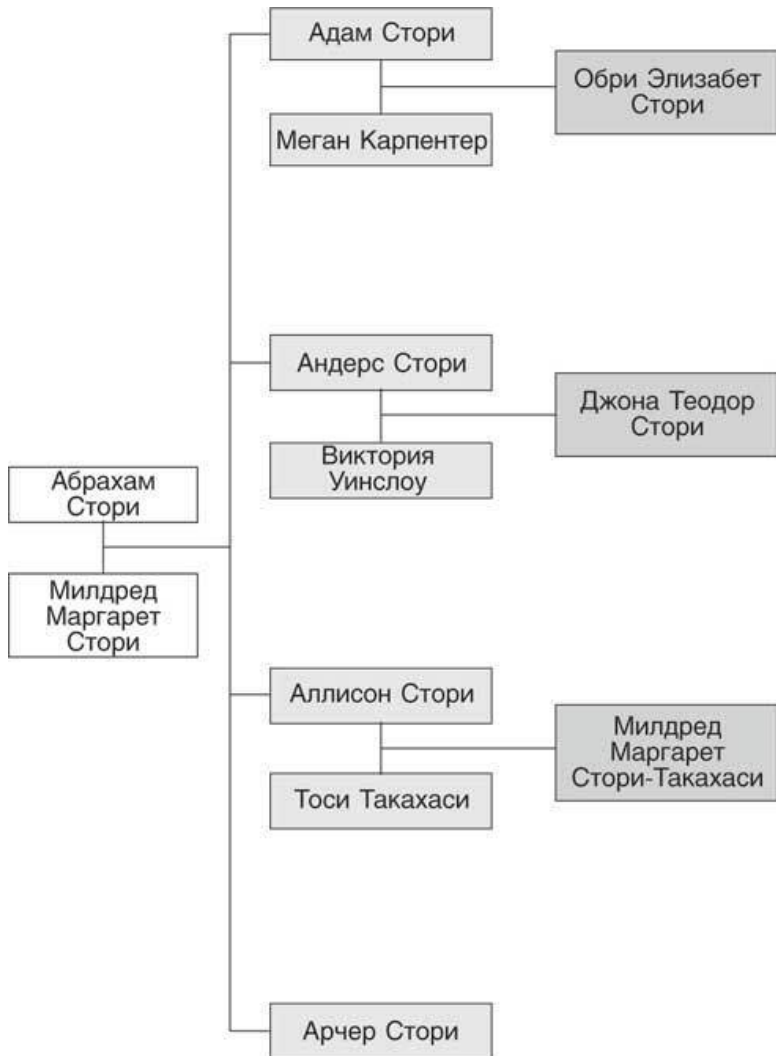 Адам Стори
Обри Элизабет
Стори
Меган Карпентер
Андерс Стори
Джона Теодор
Стори
Виктория
Уинслоу
Абрахам
Стори
Милдред
Маргарет
Стори
Аллисон Стори
Милдред
Маргарет
Стори-Такахаси
Тоси Такахаси
Арчер Стори